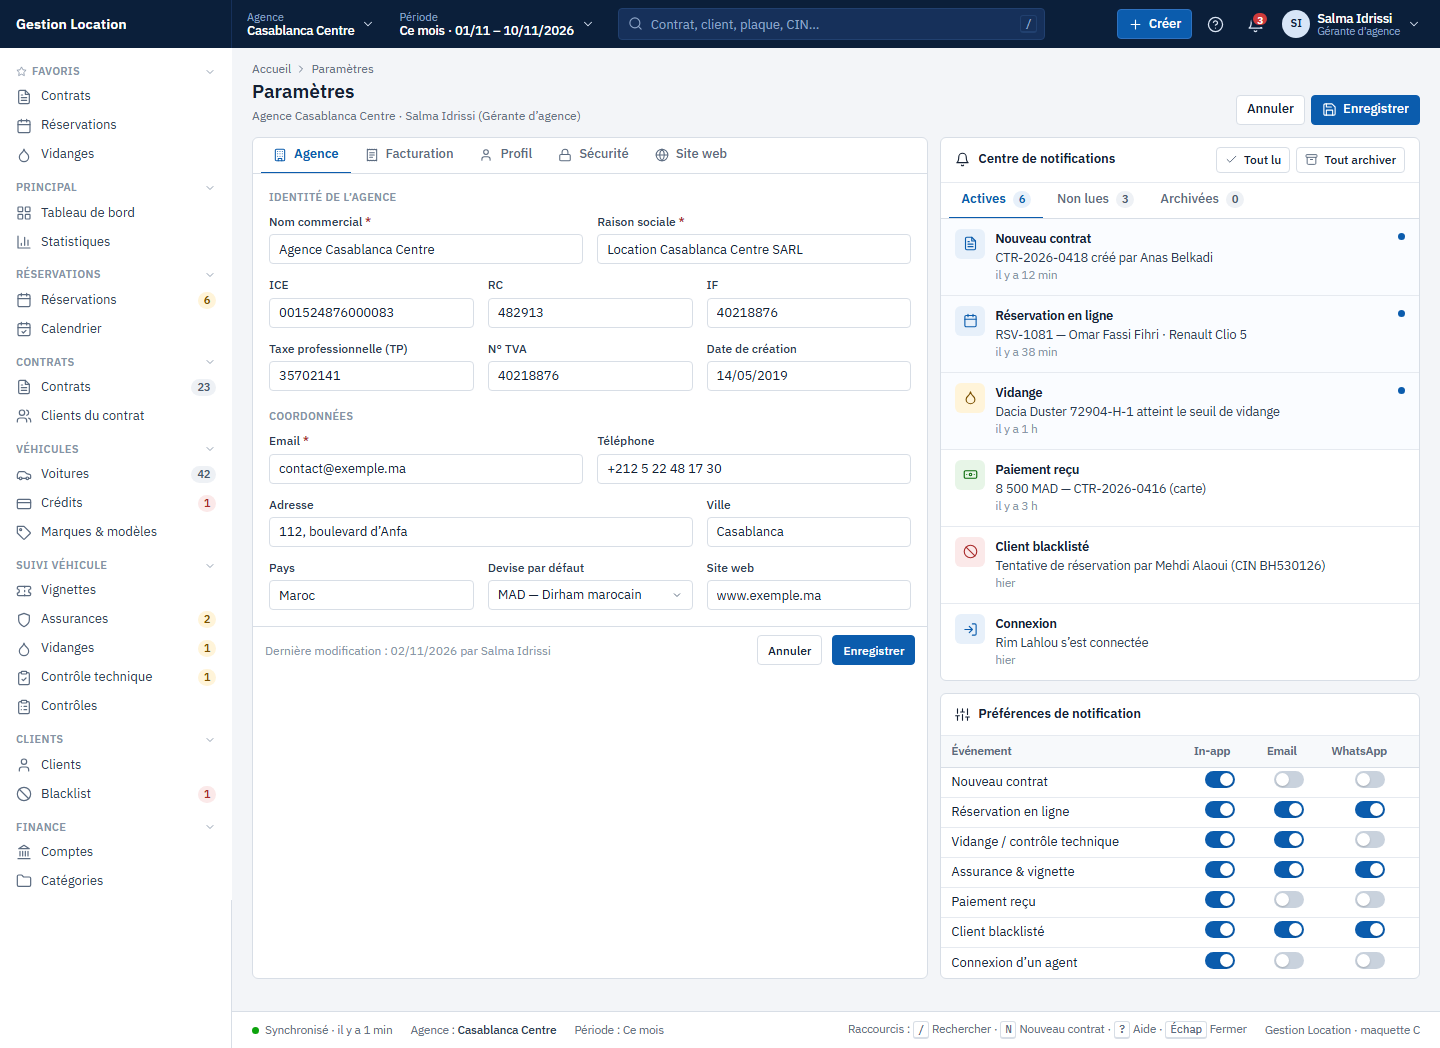 Gestion Location
Agence
Casablanca Centre
Période
Ce mois · 01/11 – 10/11/2026
Contrat, client, plaque, CIN…
/
Créer
3
SI
Salma Idrissi
Gérante d’agence
FAVORIS
Contrats
Réservations
Vidanges
PRINCIPAL
Tableau de bord
Statistiques
RÉSERVATIONS
Réservations 6
Calendrier
CONTRATS
Contrats 23
Clients du contrat
VÉHICULES
Voitures 42
Crédits 1
Marques & modèles
SUIVI VÉHICULE
Vignettes
Assurances 2
Vidanges 1
Contrôle technique 1
Contrôles
CLIENTS
Clients
Blacklist 1
FINANCE
Comptes
Catégories
Accueil > Paramètres
Paramètres
Agence Casablanca Centre · Salma Idrissi (Gérante d’agence)
Annuler
Enregistrer
Agence Facturation Profil Sécurité Site web
IDENTITÉ DE L’AGENCE
Nom commercial * Raison sociale *
Agence Casablanca Centre Location Casablanca Centre SARL
ICE RC IF
001524876000083 482913 40218876
Taxe professionnelle (TP) N° TVA Date de création
35702141 40218876 14/05/2019
COORDONNÉES
Email * Téléphone
contact@exemple.ma +212 5 22 48 17 30
Adresse Ville
112, boulevard d’Anfa Casablanca
Pays Devise par défaut Site web
Maroc MAD — Dirham marocain www.exemple.ma
Dernière modification : 02/11/2026 par Salma Idrissi Annuler Enregistrer
Centre de notifications Tout lu Tout archiver
Actives 6 Non lues 3 Archivées 0
Nouveau contrat
CTR-2026-0418 créé par Anas Belkadi
il y a 12 min
Réservation en ligne
RSV-1081 — Omar Fassi Fihri · Renault Clio 5
il y a 38 min
Vidange
Dacia Duster 72904-H-1 atteint le seuil de vidange
il y a 1 h
Paiement reçu
8 500 MAD — CTR-2026-0416 (carte)
il y a 3 h
Client blacklisté
Tentative de réservation par Mehdi Alaoui (CIN BH530126)
hier
Connexion
Rim Lahlou s’est connectée
hier
Préférences de notification
Événement In-app Email WhatsApp
Nouveau contrat
Réservation en ligne
Vidange / contrôle technique
Assurance & vignette
Paiement reçu
Client blacklisté
Connexion d’un agent
Synchronisé · il y a 1 min Agence : Casablanca Centre Période : Ce mois Raccourcis : / Rechercher · N Nouveau contrat · ? Aide · Échap Fermer Gestion Location · maquette C